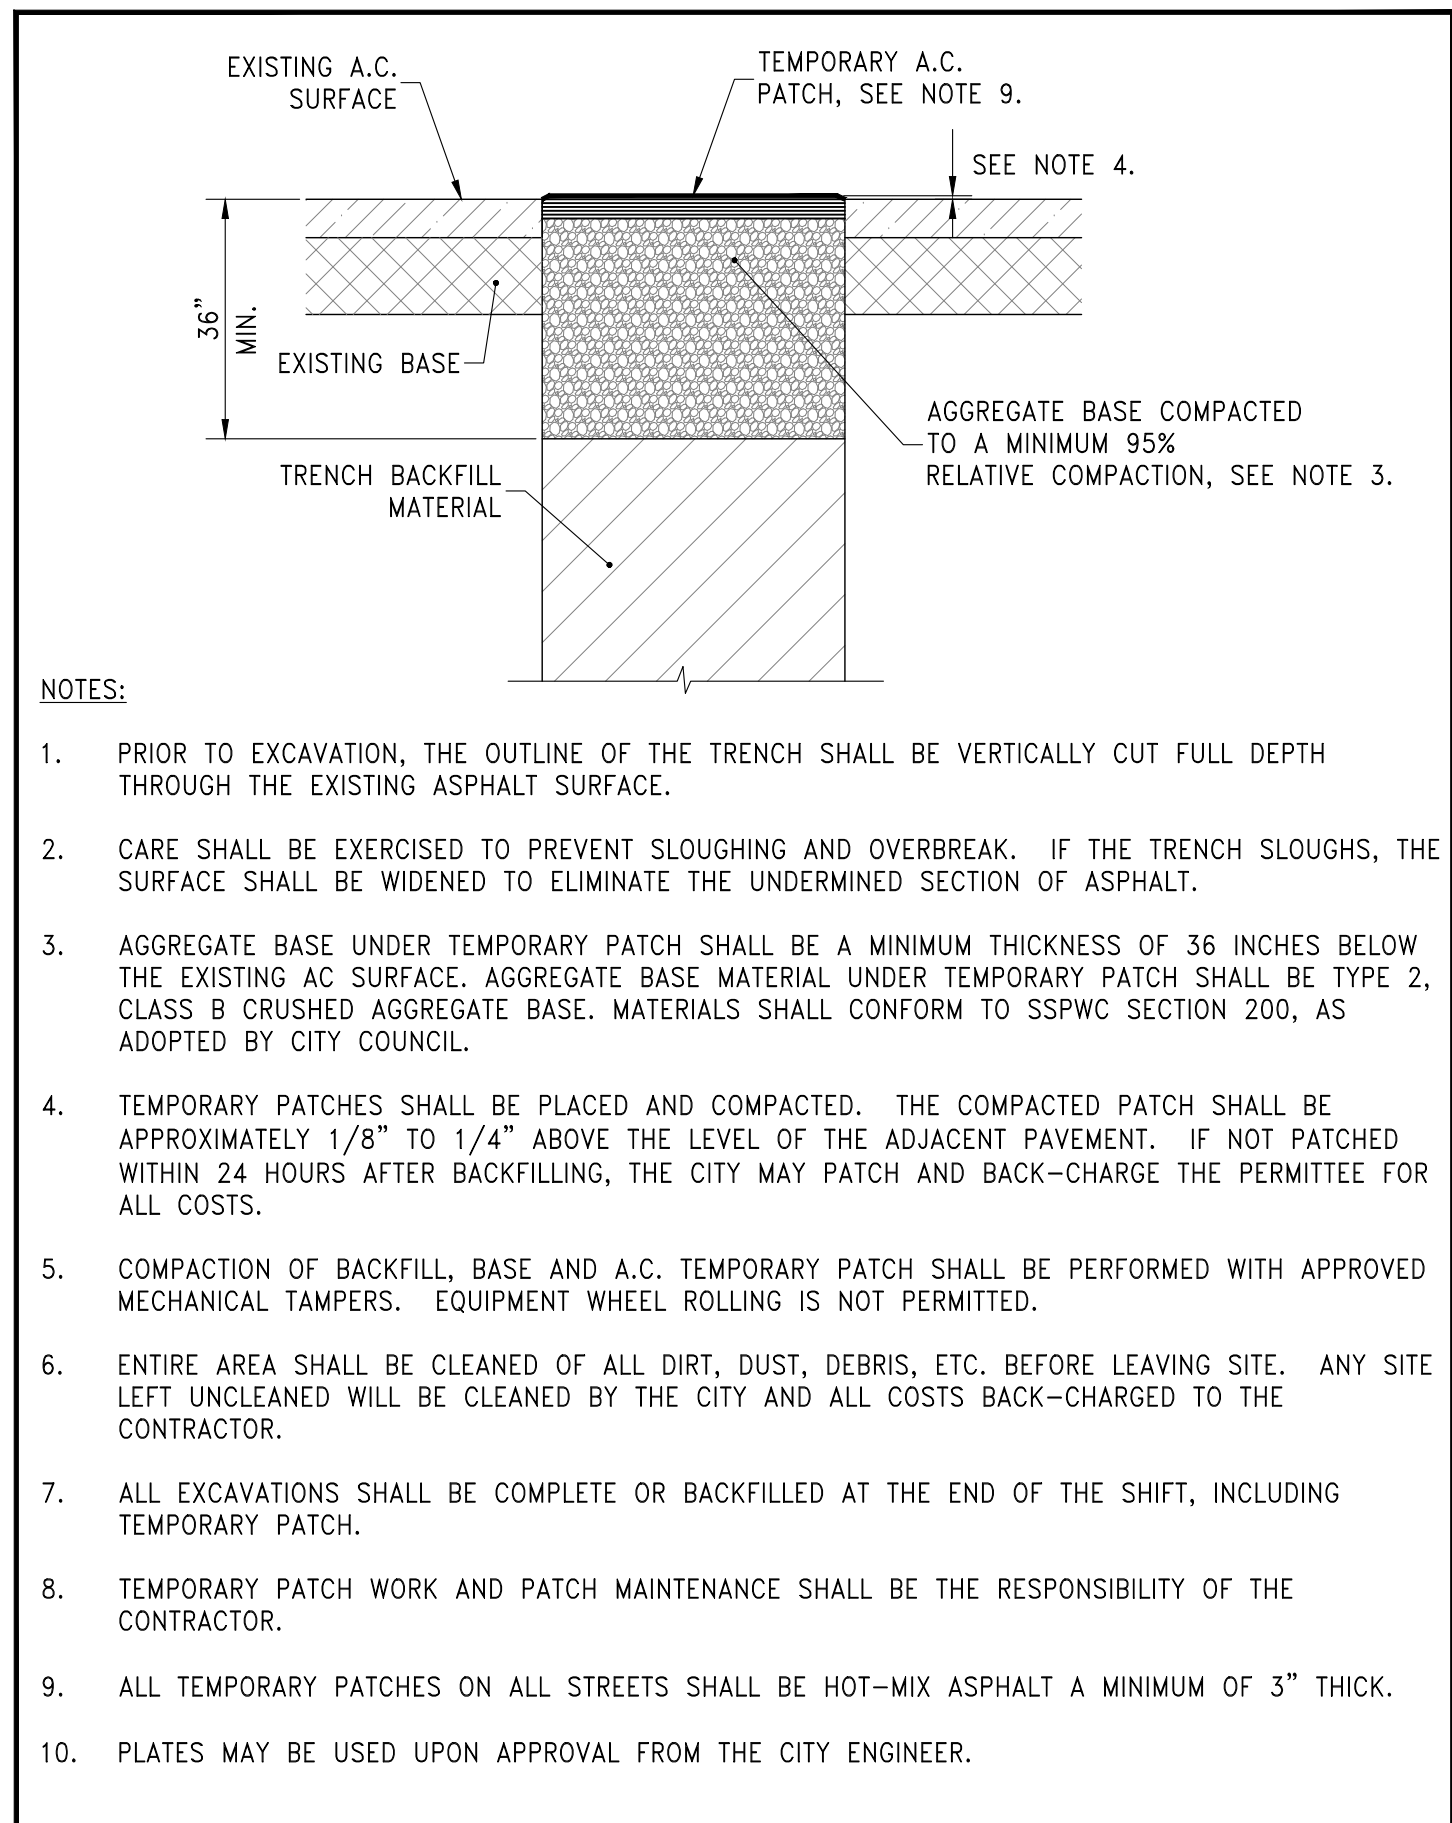 EXISTING A.C.
SURFACE
TEMPORARY A.C.
PATCH, SEE NOTE 9.
SEE NOTE 4.
36"
MIN.
EXISTING BASE
AGGREGATE BASE COMPACTED
TO A MINIMUM 95%
RELATIVE COMPACTION, SEE NOTE 3.
TRENCH BACKFILL
MATERIAL
NOTES:
1. PRIOR TO EXCAVATION, THE OUTLINE OF THE TRENCH SHALL BE VERTICALLY CUT FULL DEPTH
THROUGH THE EXISTING ASPHALT SURFACE.
2. CARE SHALL BE EXERCISED TO PREVENT SLOUGHING AND OVERBREAK. IF THE TRENCH SLOUGHS, THE
SURFACE SHALL BE WIDENED TO ELIMINATE THE UNDERMINED SECTION OF ASPHALT.
3. AGGREGATE BASE UNDER TEMPORARY PATCH SHALL BE A MINIMUM THICKNESS OF 36 INCHES BELOW
THE EXISTING AC SURFACE. AGGREGATE BASE MATERIAL UNDER TEMPORARY PATCH SHALL BE TYPE 2,
CLASS B CRUSHED AGGREGATE BASE. MATERIALS SHALL CONFORM TO SSPWC SECTION 200, AS
ADOPTED BY CITY COUNCIL.
4. TEMPORARY PATCHES SHALL BE PLACED AND COMPACTED. THE COMPACTED PATCH SHALL BE
APPROXIMATELY 1/8" TO 1/4" ABOVE THE LEVEL OF THE ADJACENT PAVEMENT. IF NOT PATCHED
WITHIN 24 HOURS AFTER BACKFILLING, THE CITY MAY PATCH AND BACK-CHARGE THE PERMITTEE FOR
ALL COSTS.
5. COMPACTION OF BACKFILL, BASE AND A.C. TEMPORARY PATCH SHALL BE PERFORMED WITH APPROVED
MECHANICAL TAMPERS. EQUIPMENT WHEEL ROLLING IS NOT PERMITTED.
6. ENTIRE AREA SHALL BE CLEANED OF ALL DIRT, DUST, DEBRIS, ETC. BEFORE LEAVING SITE. ANY SITE
LEFT UNCLEANED WILL BE CLEANED BY THE CITY AND ALL COSTS BACK-CHARGED TO THE
CONTRACTOR.
7. ALL EXCAVATIONS SHALL BE COMPLETE OR BACKFILLED AT THE END OF THE SHIFT, INCLUDING
TEMPORARY PATCH.
8. TEMPORARY PATCH WORK AND PATCH MAINTENANCE SHALL BE THE RESPONSIBILITY OF THE
CONTRACTOR.
9. ALL TEMPORARY PATCHES ON ALL STREETS SHALL BE HOT-MIX ASPHALT A MINIMUM OF 3" THICK.
10. PLATES MAY BE USED UPON APPROVAL FROM THE CITY ENGINEER.